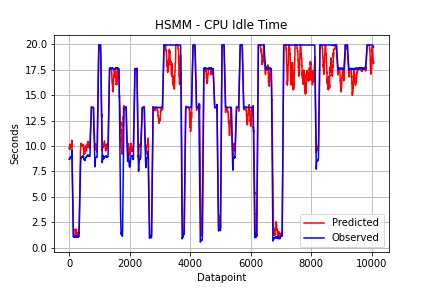 HSMM - CPU Idle Time
20.0
17.5
15.0
12.5
10.0
7.5
5.0
2.5
0.0
Seconds
0 2000 4000 6000 8000 10000
Datapoint
Predicted
Observed